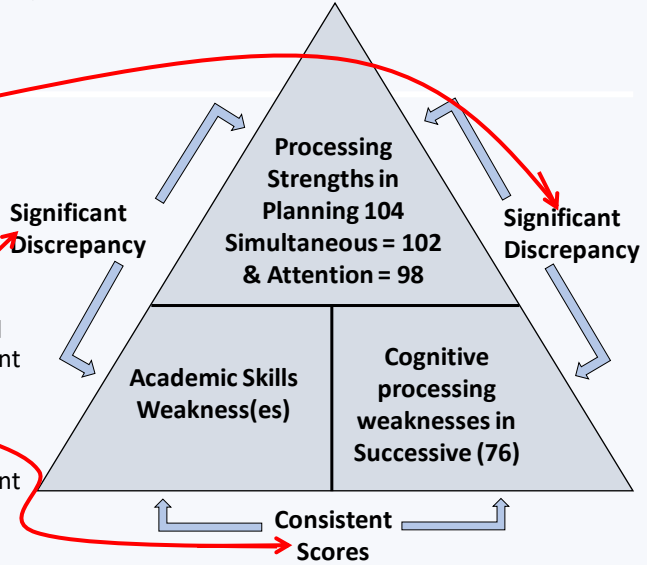 Processing
Strengths in
Planning 104
Simultaneous = 102
& Attention = 98
Significant
Discrepancy
Significant
Discrepancy
Academic Skills
Weakness(es)
Cognitive
processing
weaknesses in
Successive (76)
Consistent
Scores